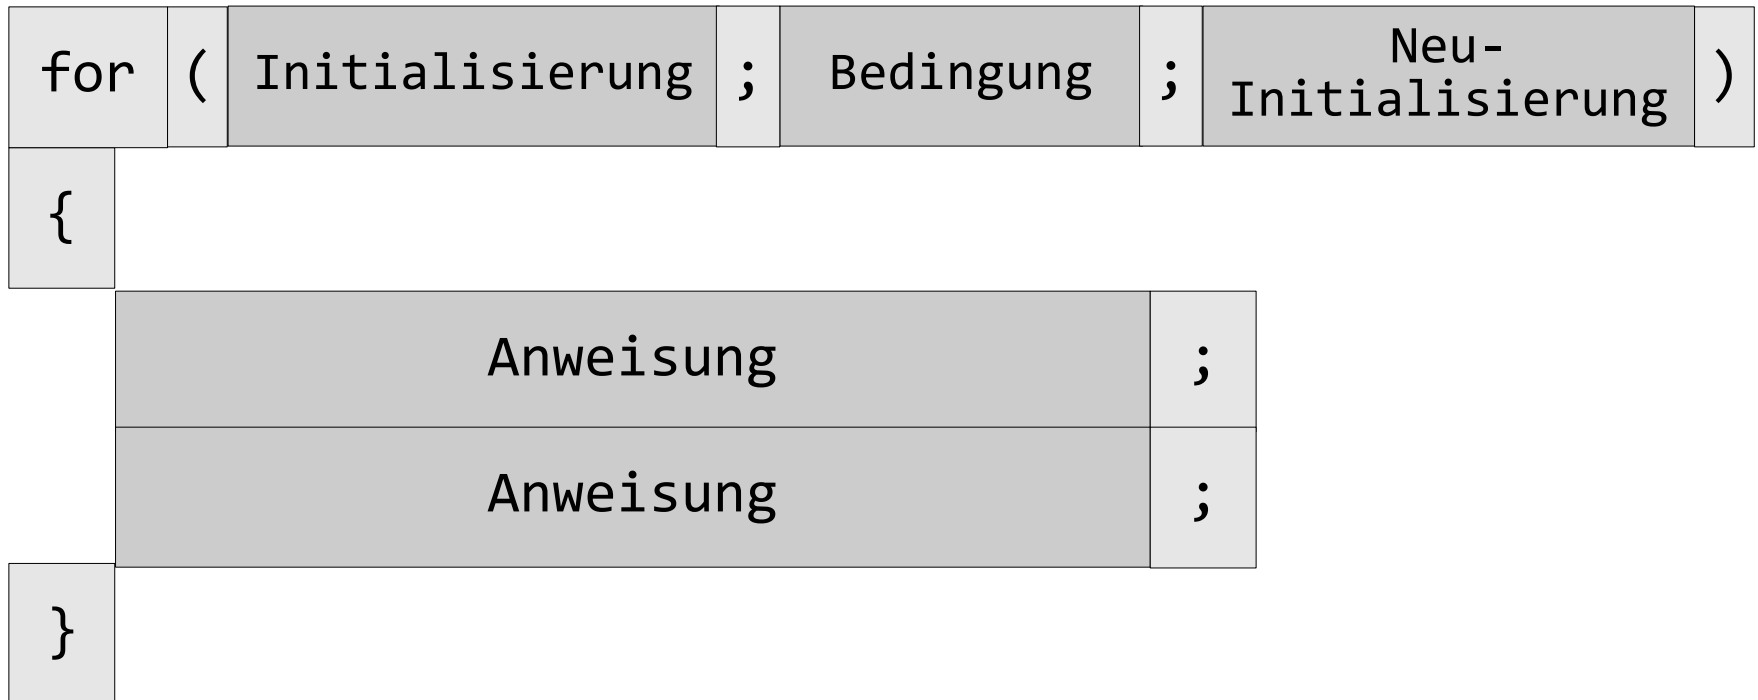 for ( Initialisierung ; Bedingung ; Neu-
Initialisierung )
{
Anweisung ;
Anweisung ;
}